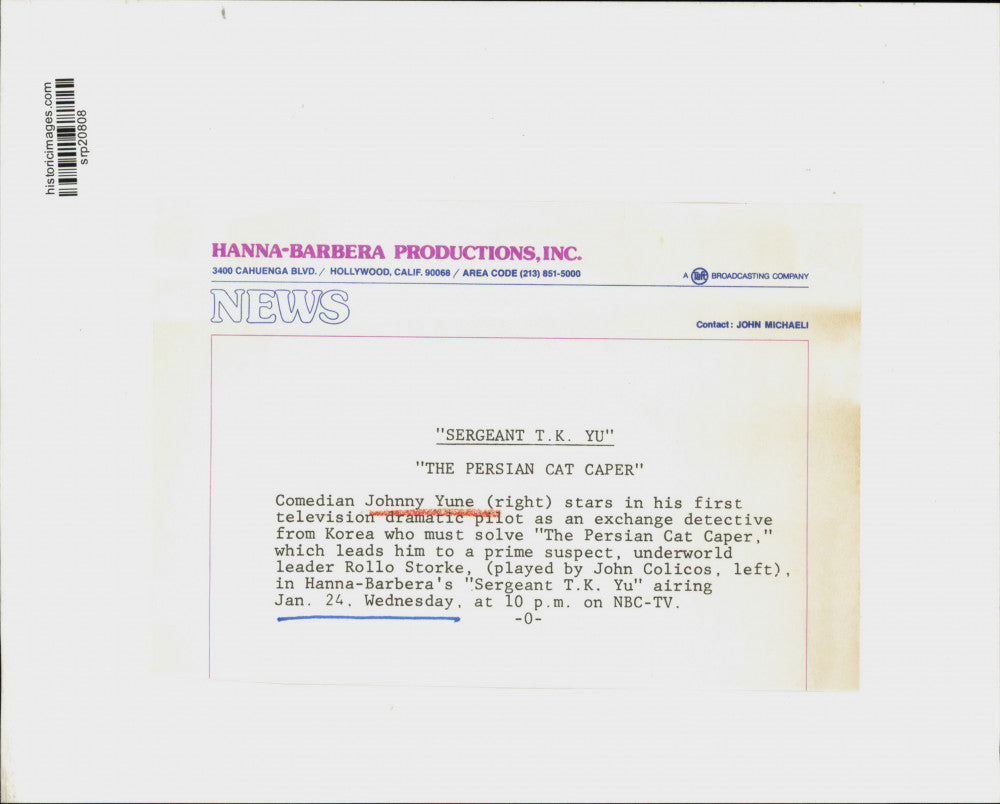 historicimages.com
srp20808
HANNA-BARBERA PRODUCTIONS, INC.
3400 CAHUENGA BLVD. / HOLLYWOOD, CALIF. 90068 / AREA CODE (213) 851-5000
A Taft BROADCASTING COMPANY
NEWS
Contact: JOHN MICHAELI
"SERGEANT T.K. YU"
"THE PERSIAN CAT CAPER"
Comedian Johnny Yune (right) stars in his first
television dramatic pilot as an exchange detective
from Korea who must solve "The Persian Cat Caper,"
which leads him to a prime suspect, underworld
leader Rollo Storke, (played by John Colicos, left),
in Hanna-Barbera's "Sergeant T.K. Yu" airing
Jan. 24, Wednesday, at 10 p.m. on NBC-TV.
-0-